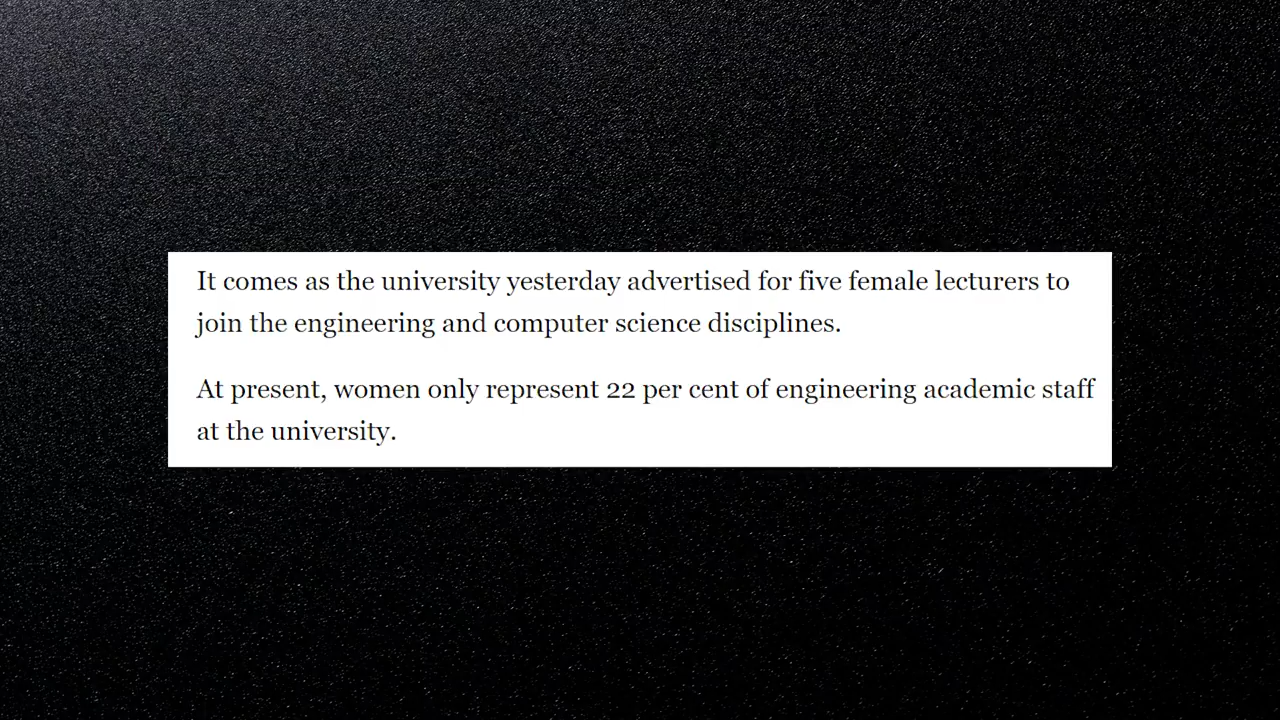 It comes as the university yesterday advertised for five female lecturers to
join the engineering and computer science disciplines.
At present, women only represent 22 per cent of engineering academic staff
at the university.